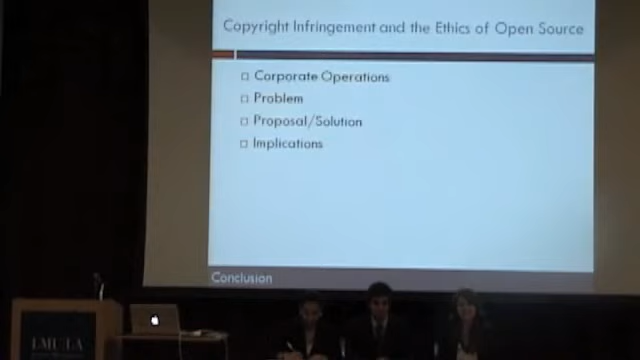 Copyright Infringement and the Ethics of Open Source
Corporate Operations
Problem
Proposal/Solution
Implications
Conclusion
LMU|LA